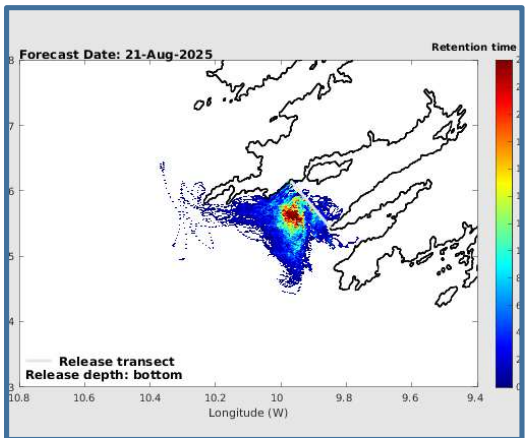 Retention time
Forecast Date: 21-Aug-2025
8
7
6
5
4
3
Release transect
Release depth: bottom
10.8 10.6 10.4 10.2 10 9.8 9.6 9.4
Longitude (W)